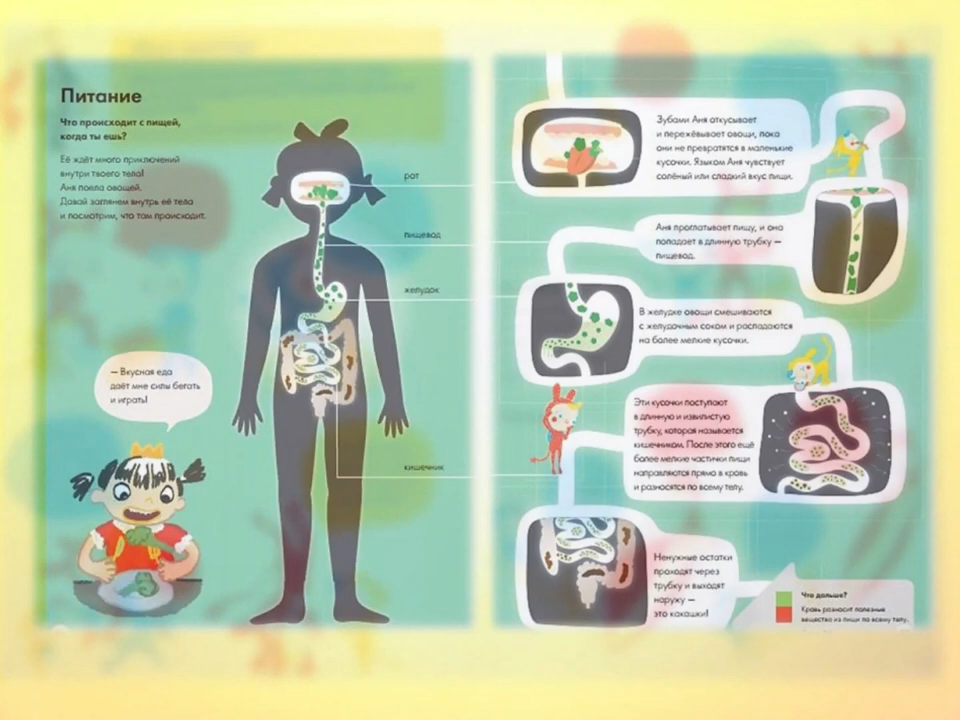 Питание
Что происходит с пищей,
когда ты ешь?
Её ждёт много приключений
внутри твоего тела!
Аня поела овощей.
Давай заглянем внутрь её тела
и посмотрим, что там происходит.
— Вкусная еда
даёт мне силы бегать
и играть!
рот
пищевод
желудок
кишечник
Зубами Аня откусывает
и пережёвывает овощи, пока
они не превратятся в маленькие
кусочки. Языком Аня чувствует
солёный или сладкий вкус пищи.
Аня проглатывает пищу, и она
попадает в длинную трубку —
пищевод.
В желудке овощи смешиваются
с желудочным соком и распадаются
на более мелкие кусочки.
Эти кусочки поступают
в длинную и извилистую
трубку, которая называется
кишечником. После этого ещё
более мелкие частички пищи
направляются прямо в кровь
и разносятся по всему телу.
Ненужные остатки
проходят через
трубку и выходят
наружу —
это какашки!
Что дальше?
Кровь разносит полезные
вещества из пищи по всему телу.